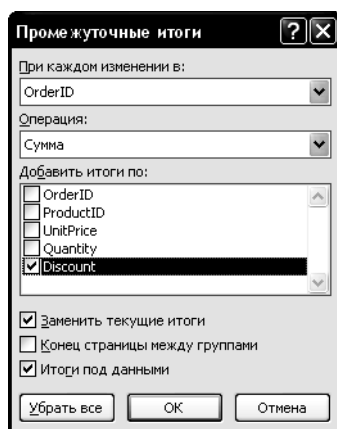 Промежуточные итоги
При каждом изменении в:
OrderID
Операция:
Сумма
Добавить итоги по:
OrderID
ProductID
UnitPrice
Quantity
Discount
Заменить текущие итоги
Конец страницы между группами
Итоги под данными
Убрать все ОК Отмена